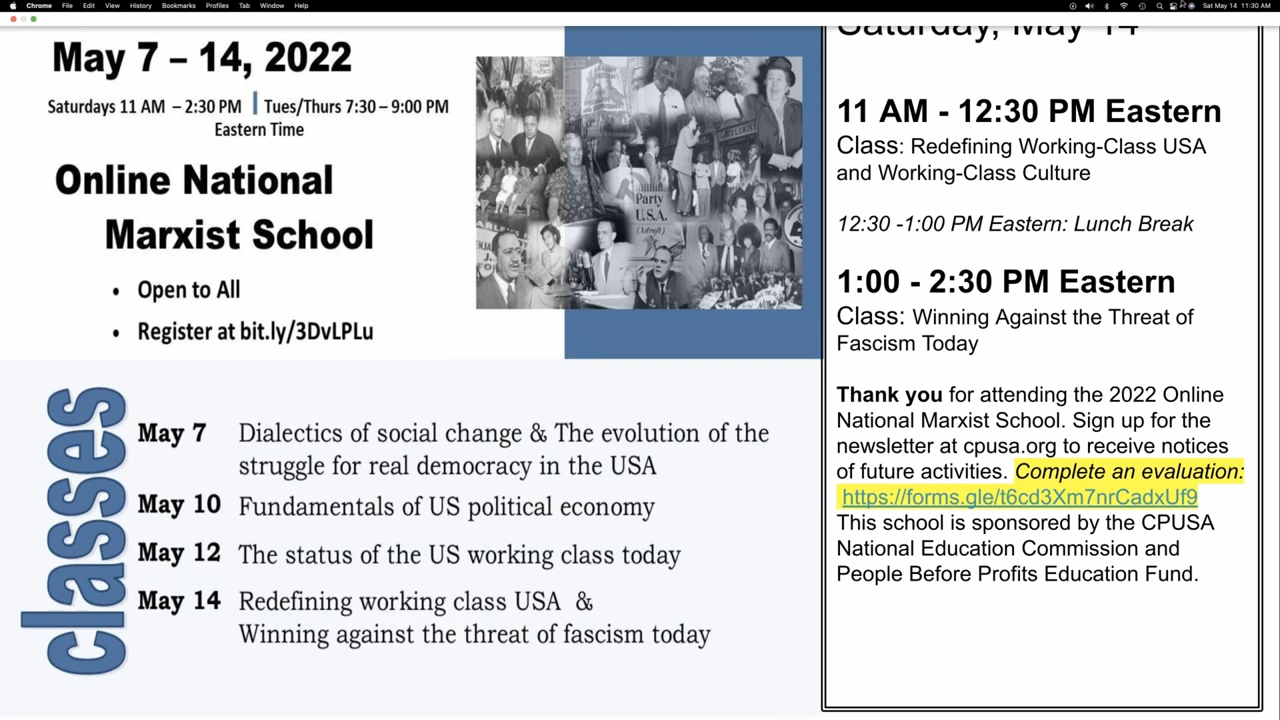 Chrome File Edit View History Bookmarks Profiles Tab Window Help
Sat May 14 11:30 AM
May 7 – 14, 2022
Saturdays 11 AM – 2:30 PM | Tues/Thurs 7:30 – 9:00 PM
Eastern Time
Online National
Marxist School
• Open to All
• Register at bit.ly/3DvLPLu
Party
U.S.A.
classes
May 7 Dialectics of social change & The evolution of the
struggle for real democracy in the USA
May 10 Fundamentals of US political economy
May 12 The status of the US working class today
May 14 Redefining working class USA &
Winning against the threat of fascism today
Saturday, May 14
11 AM - 12:30 PM Eastern
Class: Redefining Working-Class USA
and Working-Class Culture
12:30 -1:00 PM Eastern: Lunch Break
1:00 - 2:30 PM Eastern
Class: Winning Against the Threat of
Fascism Today
Thank you for attending the 2022 Online
National Marxist School. Sign up for the
newsletter at cpusa.org to receive notices
of future activities. Complete an evaluation:
https://forms.gle/t6cd3Xm7nrCadxUf9
This school is sponsored by the CPUSA
National Education Commission and
People Before Profits Education Fund.